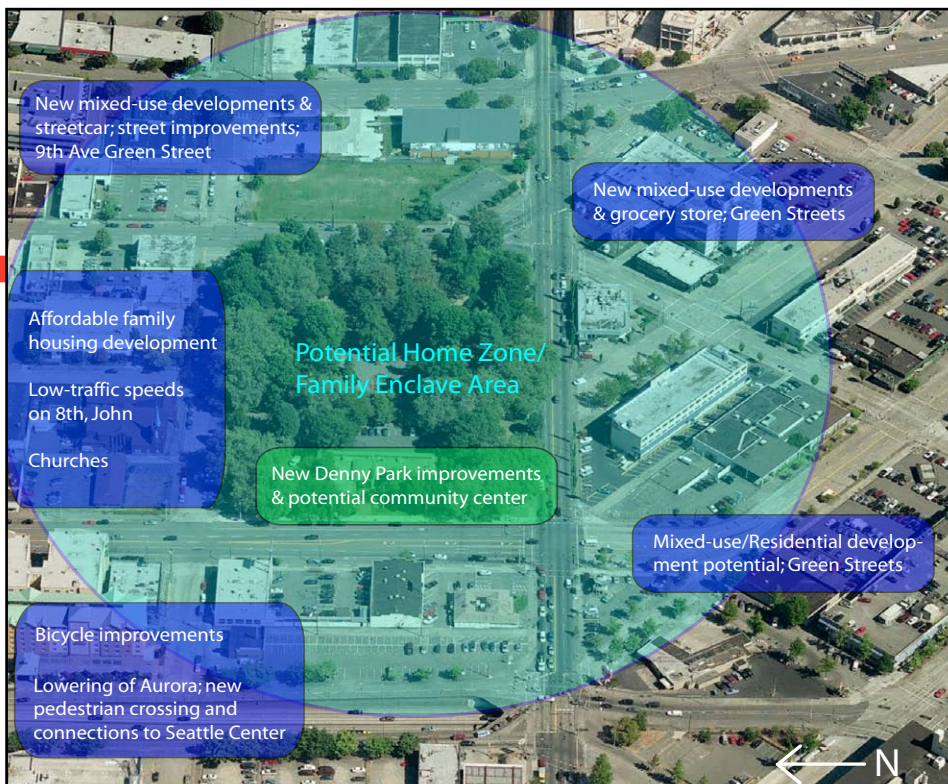 New mixed-use developments &
streetcar; street improvements;
9th Ave Green Street
New mixed-use developments
& grocery store; Green Streets
Affordable family
housing development
Low-traffic speeds
on 8th, John
Churches
Potential Home Zone/
Family Enclave Area
New Denny Park improvements
& potential community center
Mixed-use/Residential develop-
ment potential; Green Streets
Bicycle improvements
Lowering of Aurora; new
pedestrian crossing and
connections to Seattle Center
N